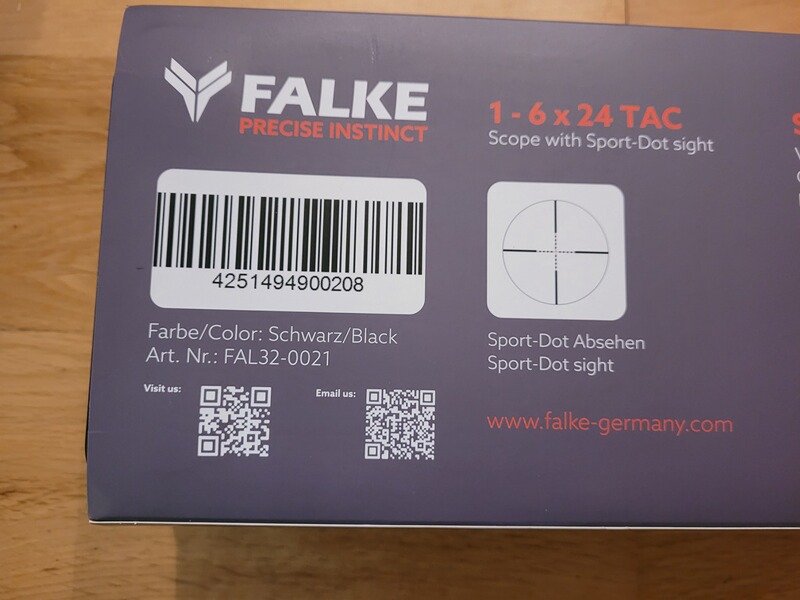 FALKE
PRECISE INSTINCT
1 - 6 x 24 TAC
Scope with Sport-Dot sight
4251494900208
Farbe/Color: Schwarz/Black
Art. Nr.: FAL32-0021
Visit us:
Email us:
Sport-Dot Absehen
Sport-Dot sight
www.falke-germany.com